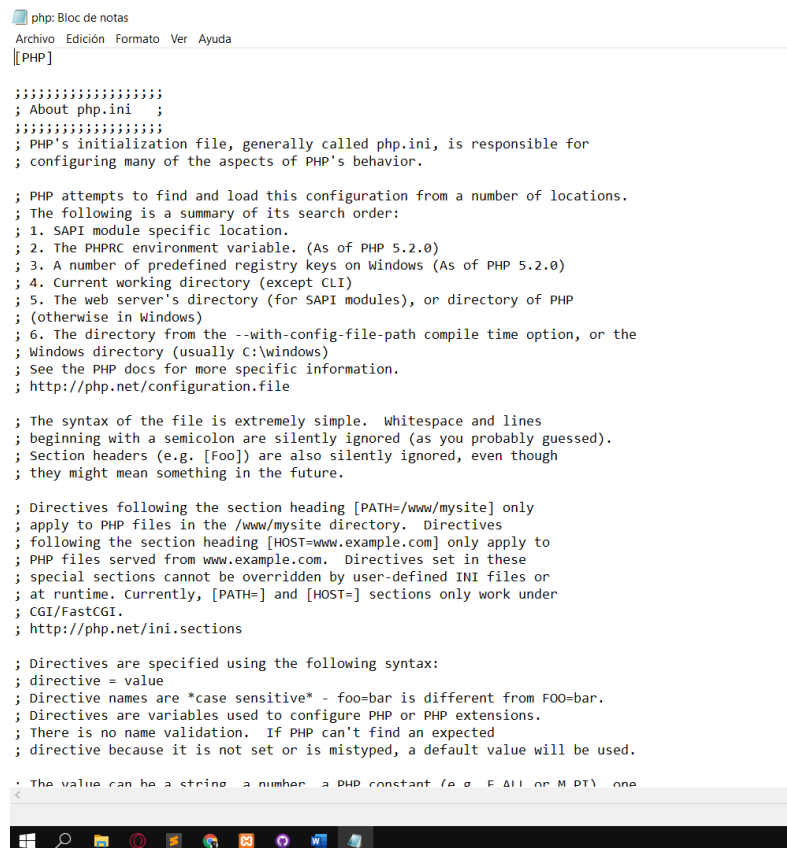 php: Bloc de notas
Archivo Edición Formato Ver Ayuda
[PHP]
;;;;;;;;;;;;;;;;;;;
; About php.ini   ;
;;;;;;;;;;;;;;;;;;;
; PHP's initialization file, generally called php.ini, is responsible for
; configuring many of the aspects of PHP's behavior.
; PHP attempts to find and load this configuration from a number of locations.
; The following is a summary of its search order:
; 1. SAPI module specific location.
; 2. The PHPRC environment variable. (As of PHP 5.2.0)
; 3. A number of predefined registry keys on Windows (As of PHP 5.2.0)
; 4. Current working directory (except CLI)
; 5. The web server's directory (for SAPI modules), or directory of PHP
; (otherwise in Windows)
; 6. The directory from the --with-config-file-path compile time option, or the
; Windows directory (usually C:\windows)
; See the PHP docs for more specific information.
; http://php.net/configuration.file
; The syntax of the file is extremely simple.  Whitespace and lines
; beginning with a semicolon are silently ignored (as you probably guessed).
; Section headers (e.g. [Foo]) are also silently ignored, even though
; they might mean something in the future.
; Directives following the section heading [PATH=/www/mysite] only
; apply to PHP files in the /www/mysite directory.  Directives
; following the section heading [HOST=www.example.com] only apply to
; PHP files served from www.example.com.  Directives set in these
; special sections cannot be overridden by user-defined INI files or
; at runtime. Currently, [PATH=] and [HOST=] sections only work under
; CGI/FastCGI.
; http://php.net/ini.sections
; Directives are specified using the following syntax:
; directive = value
; Directive names are *case sensitive* - foo=bar is different from FOO=bar.
; Directives are variables used to configure PHP or PHP extensions.
; There is no name validation.  If PHP can't find an expected
; directive because it is not set or is mistyped, a default value will be used.
; The value can be a string, a number, a PHP constant (e.g. E_ALL or M_PI), one